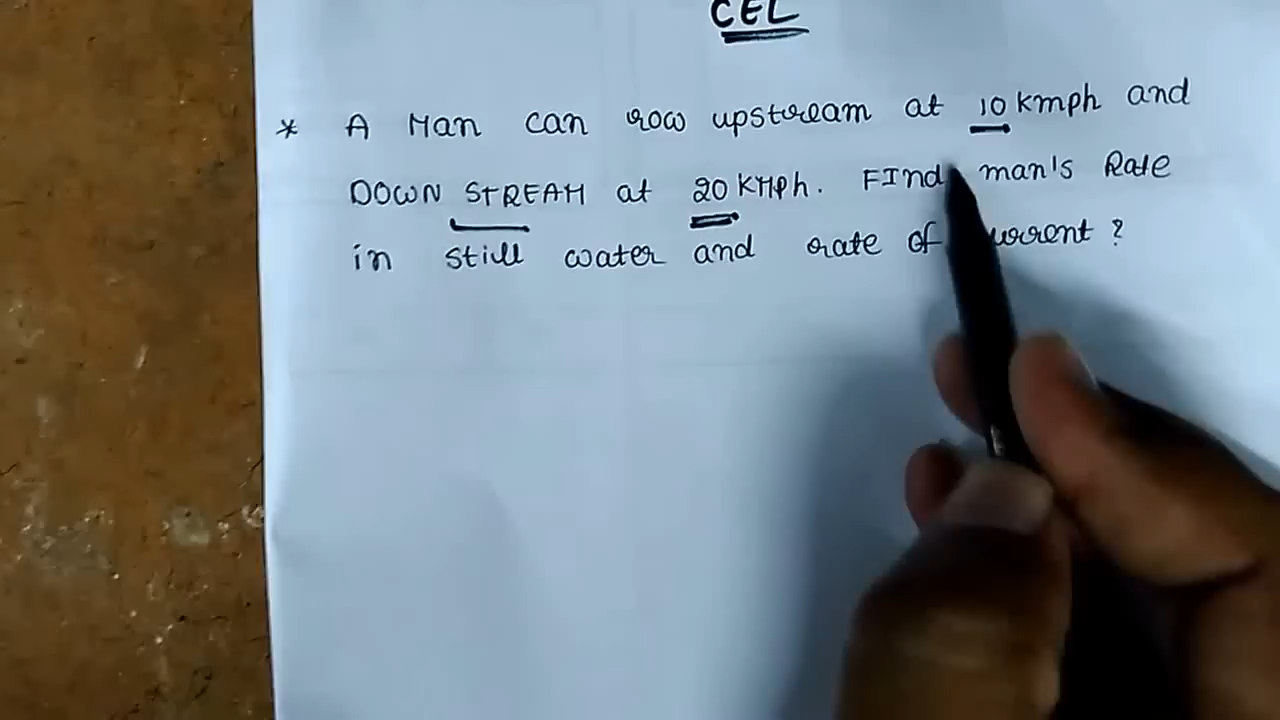 CEL
* A Man can row upstream at 10 kmph and
DOWN STREAM at 20 KMPh. FInd man's Rate
in still water and rate of current ?